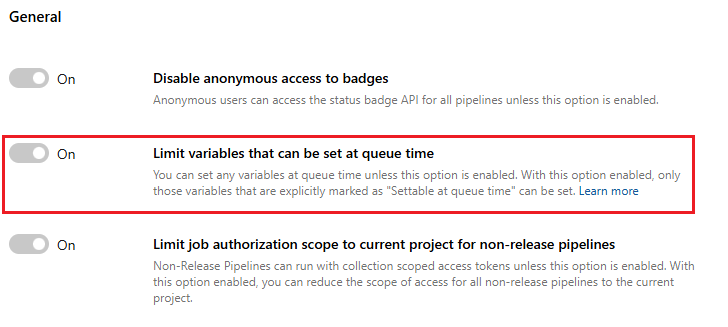 General
On
Disable anonymous access to badges
Anonymous users can access the status badge API for all pipelines unless this option is enabled.
On
Limit variables that can be set at queue time
You can set any variables at queue time unless this option is enabled. With this option enabled, only
those variables that are explicitly marked as "Settable at queue time" can be set. Learn more
On
Limit job authorization scope to current project for non-release pipelines
Non-Release Pipelines can run with collection scoped access tokens unless this option is enabled. With
this option enabled, you can reduce the scope of access for all non-release pipelines to the current
project.